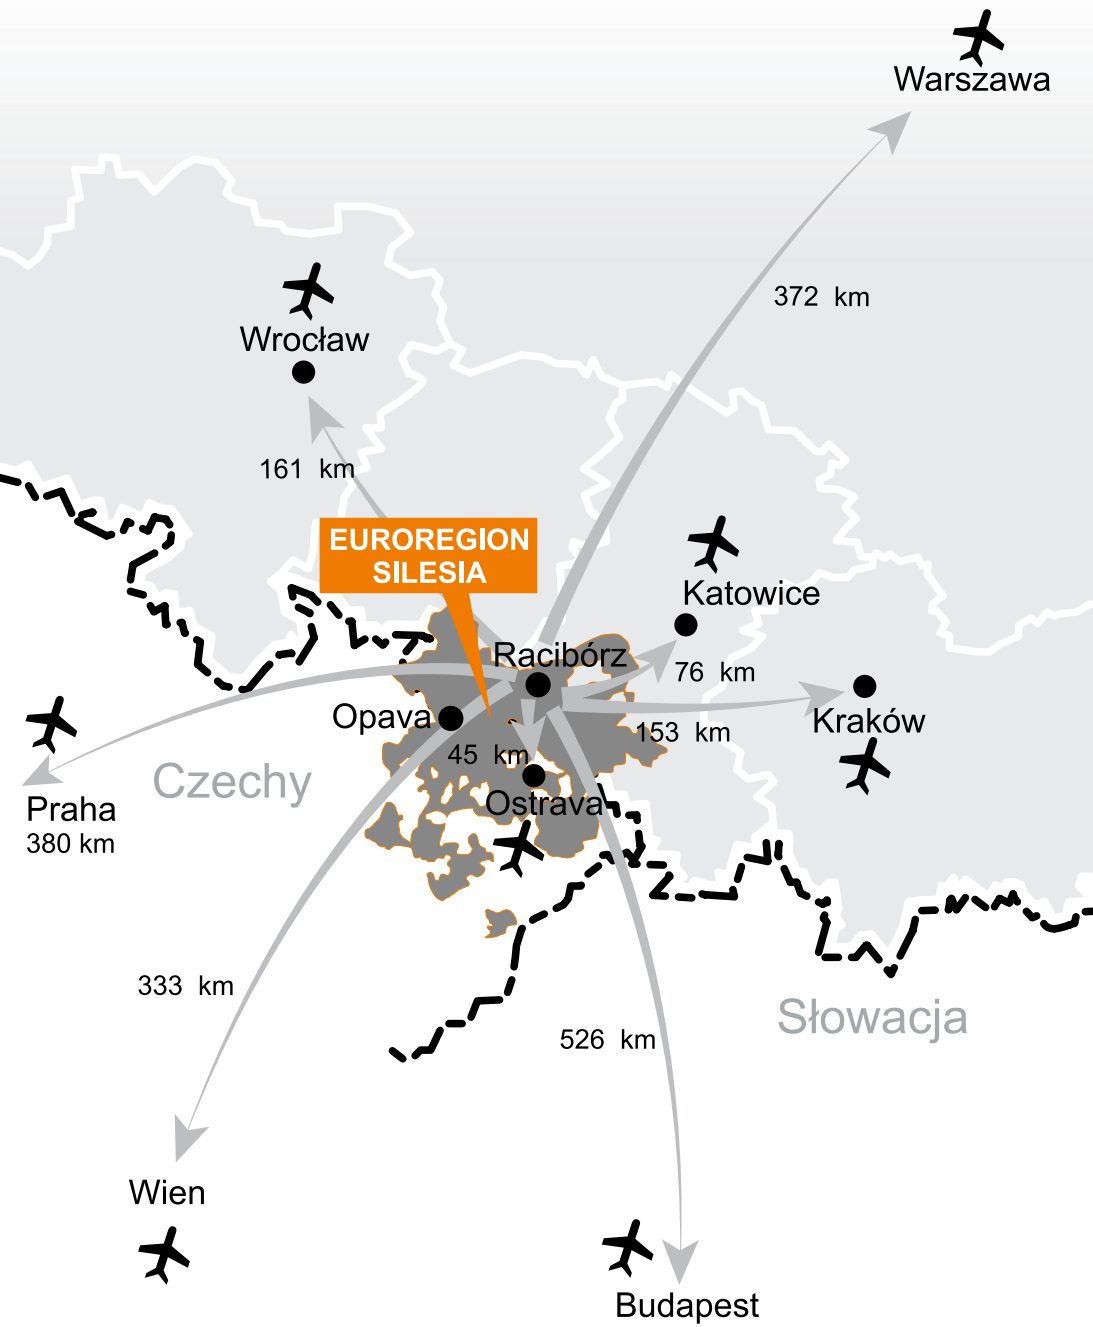 Warszawa
372 km
Wrocław
161 km
EUROREGION
SILESIA
Katowice
Racibórz
76 km
Opava
Kraków
153 km
45 km
Czechy
Praha
380 km
Ostrava
333 km
Słowacja
526 km
Wien
Budapest